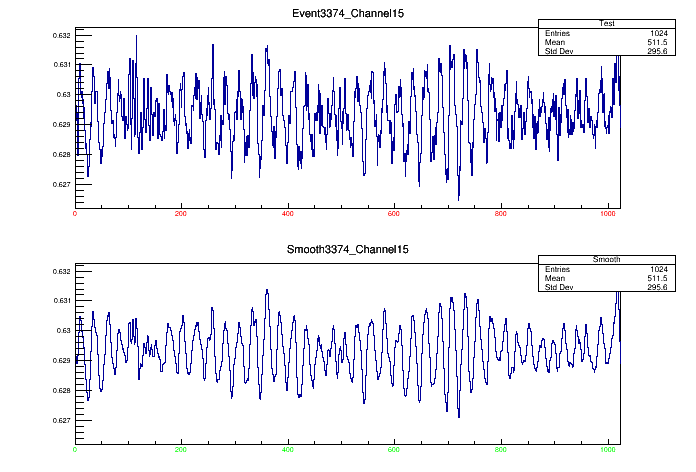 Event3374_Channel15
Test
Entries 1024
Mean 511.5
Std Dev 295.6
0.632
0.631
0.63
0.629
0.628
0.627
0 200 400 600 800 1000
Smooth3374_Channel15
Smooth
Entries 1024
Mean 511.5
Std Dev 295.6
0.632
0.631
0.63
0.629
0.628
0.627
0 200 400 600 800 1000